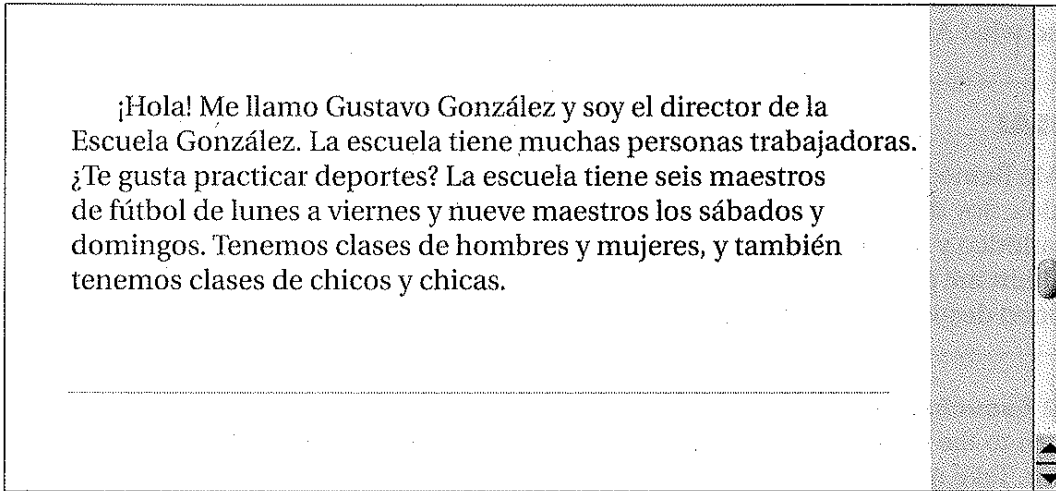 ¡Hola! Me llamo Gustavo González y soy el director de la
Escuela González. La escuela tiene muchas personas trabajadoras.
¿Te gusta practicar deportes? La escuela tiene seis maestros
de fútbol de lunes a viernes y nueve maestros los sábados y
domingos. Tenemos clases de hombres y mujeres, y también
tenemos clases de chicos y chicas.